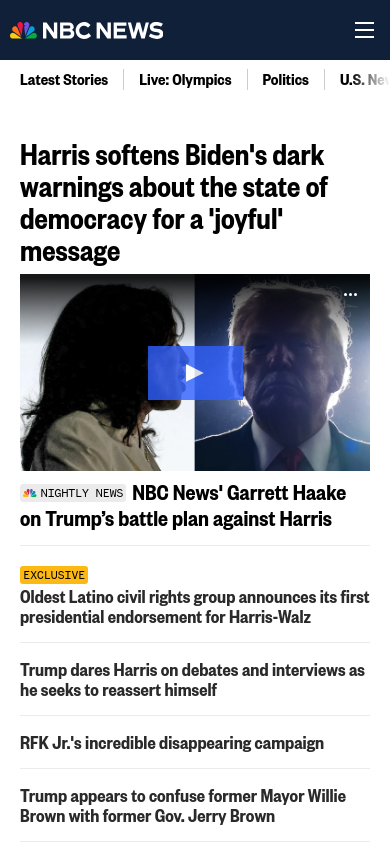 NBC NEWS
Latest Stories
Live: Olympics
Politics
U.S. News
Harris softens Biden's dark
warnings about the state of
democracy for a 'joyful'
message
NIGHTLY NEWS NBC News' Garrett Haake
on Trump’s battle plan against Harris
EXCLUSIVE
Oldest Latino civil rights group announces its first
presidential endorsement for Harris-Walz
Trump dares Harris on debates and interviews as
he seeks to reassert himself
RFK Jr.'s incredible disappearing campaign
Trump appears to confuse former Mayor Willie
Brown with former Gov. Jerry Brown